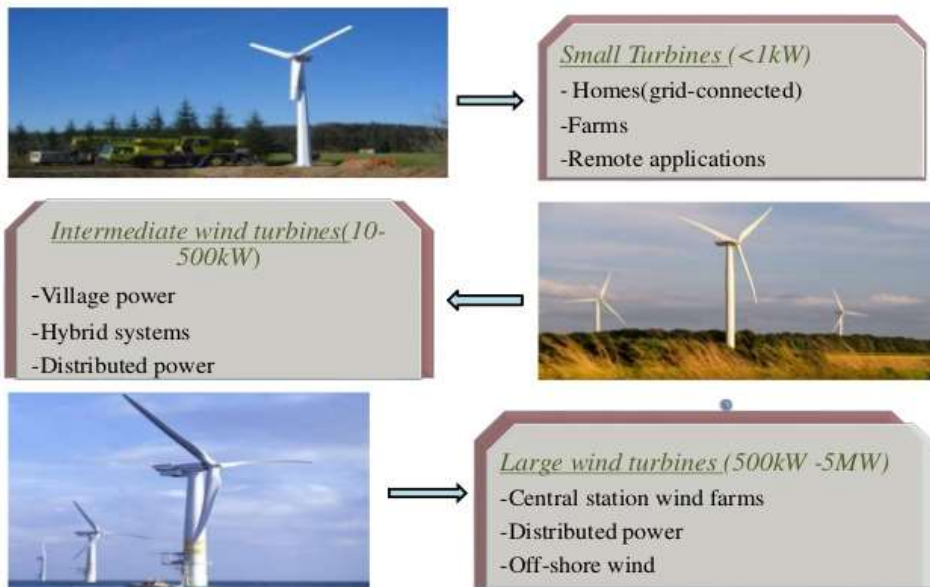 Small Turbines (<1kW)
- Homes(grid-connected)
- Farms
- Remote applications
Intermediate wind turbines(10-
500kW)
-Village power
-Hybrid systems
-Distributed power
Large wind turbines (500kW -5MW)
-Central station wind farms
-Distributed power
-Off-shore wind